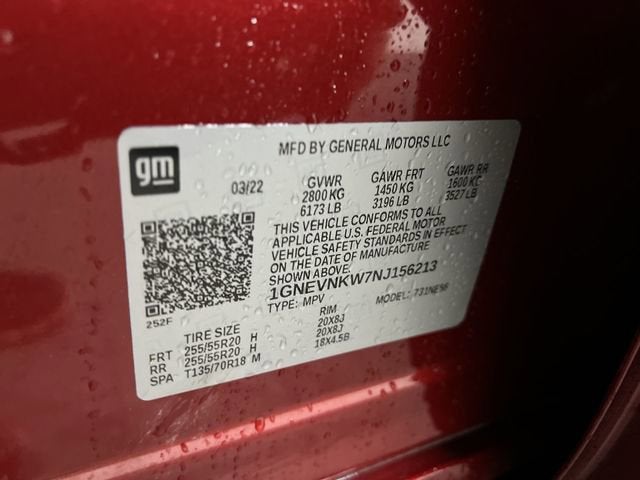 gm
MFD BY GENERAL MOTORS LLC
03/22
GVWR
2800 KG
6173 LB
GAWR FRT
1450 KG
3196 LB
GAWR RR
1600 KG
3527 LB
THIS VEHICLE CONFORMS TO ALL
APPLICABLE U.S. FEDERAL MOTOR
VEHICLE SAFETY STANDARDS IN EFFECT
ON THE DATE OF MANUFACTURE
SHOWN ABOVE.
1GNEVNKW7NJ156213
TYPE: MPV
MODEL: 731NE56
252F
TIRE SIZE
RIM
FRT 255/55R20 H 20X8J
RR 255/55R20 H 20X8J
SPA T135/70R18 M 18X4.5B